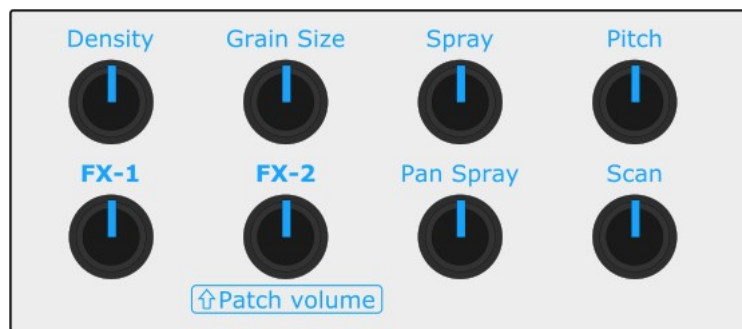 Density Grain Size Spray Pitch
FX-1 FX-2 Pan Spray Scan
⇧Patch volume